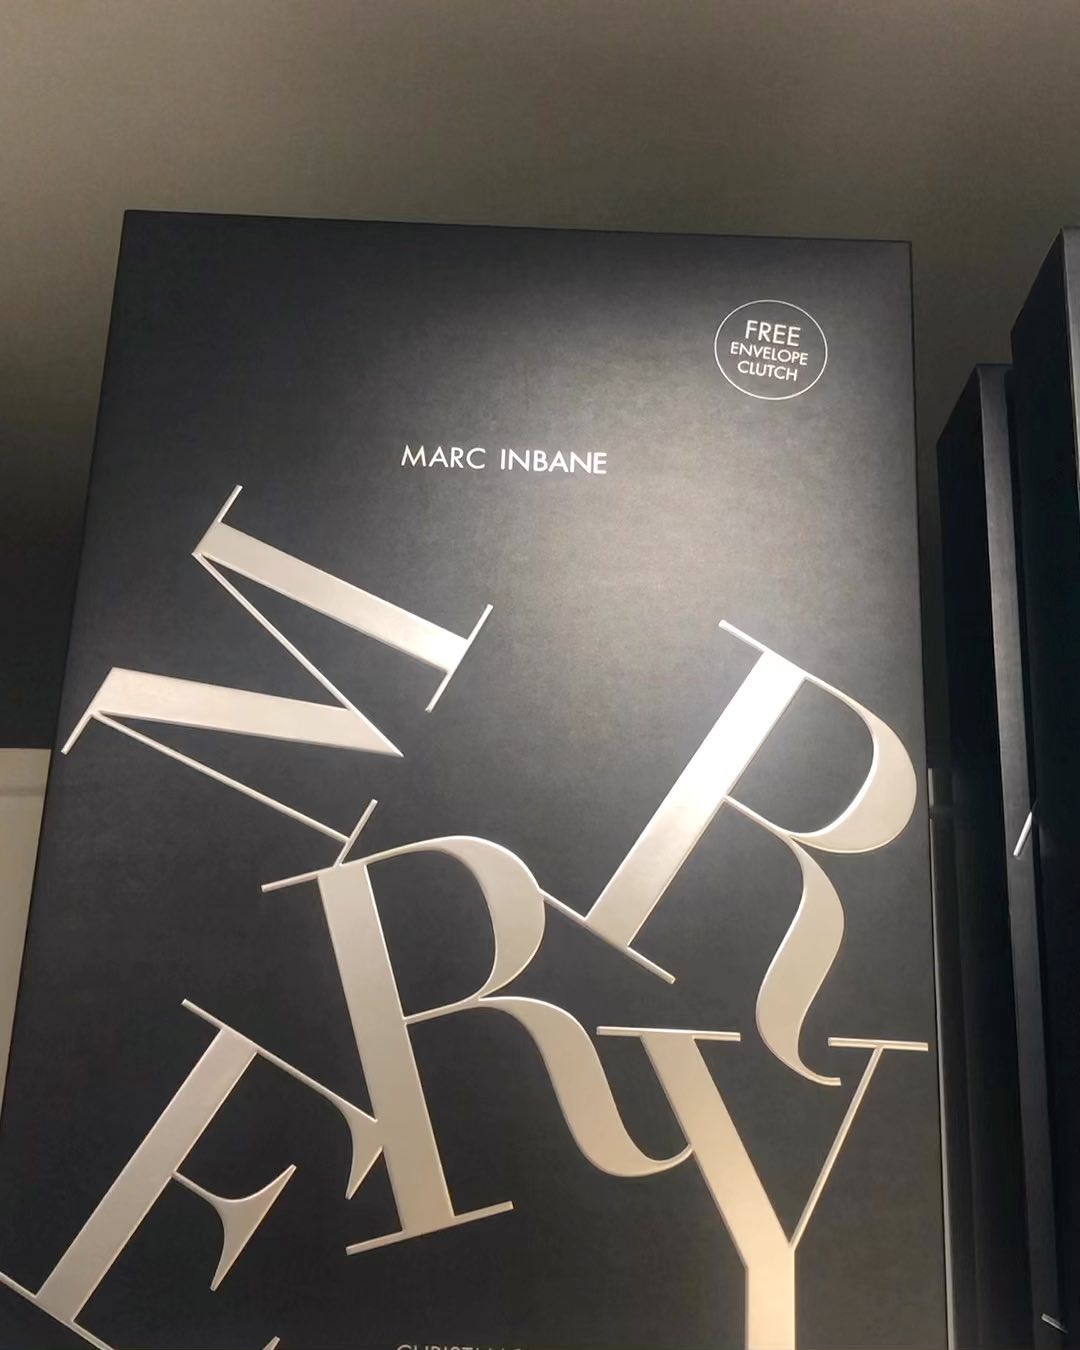 FREE
ENVELOPE
CLUTCH
MARC INBANE
MERRY